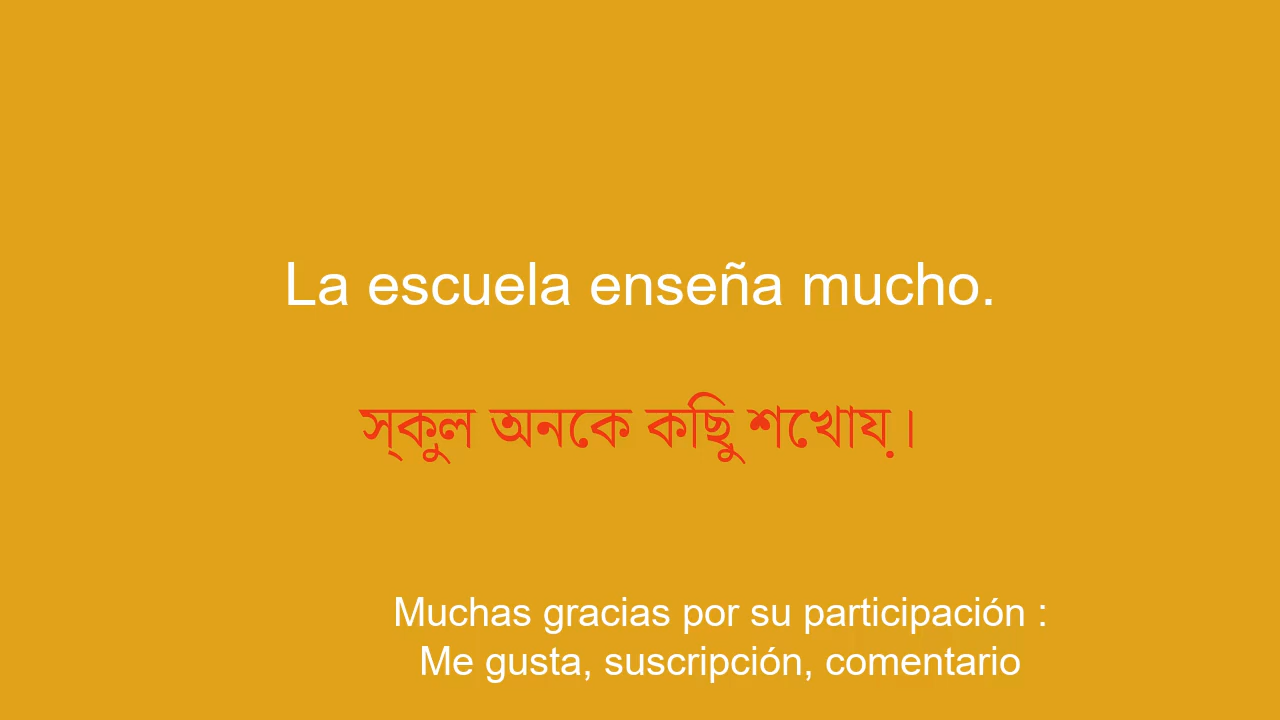 La escuela enseña mucho.
স্কুল অনেক কিছু শেখায়।
Muchas gracias por su participación :
Me gusta, suscripción, comentario